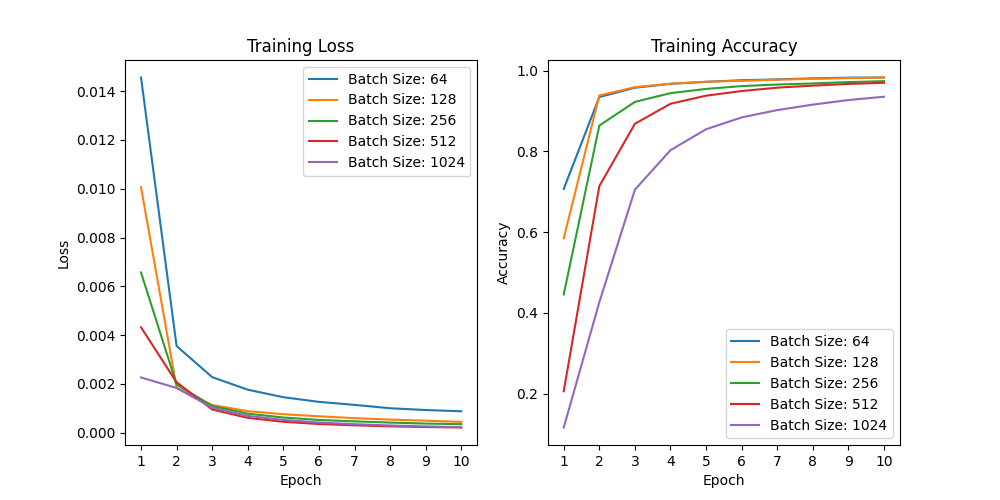 Training Loss
Loss
0.014
0.012
0.010
0.008
0.006
0.004
0.002
0.000
Batch Size: 64
Batch Size: 128
Batch Size: 256
Batch Size: 512
Batch Size: 1024
1 2 3 4 5 6 7 8 9 10
Epoch
Training Accuracy
Accuracy
1.0
0.8
0.6
0.4
0.2
Batch Size: 64
Batch Size: 128
Batch Size: 256
Batch Size: 512
Batch Size: 1024
1 2 3 4 5 6 7 8 9 10
Epoch